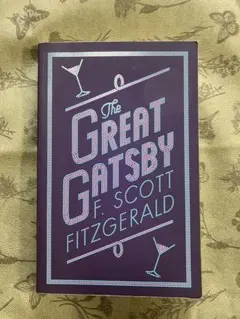 The
GREAT
GATSBY
F. SCOTT
FITZGERALD